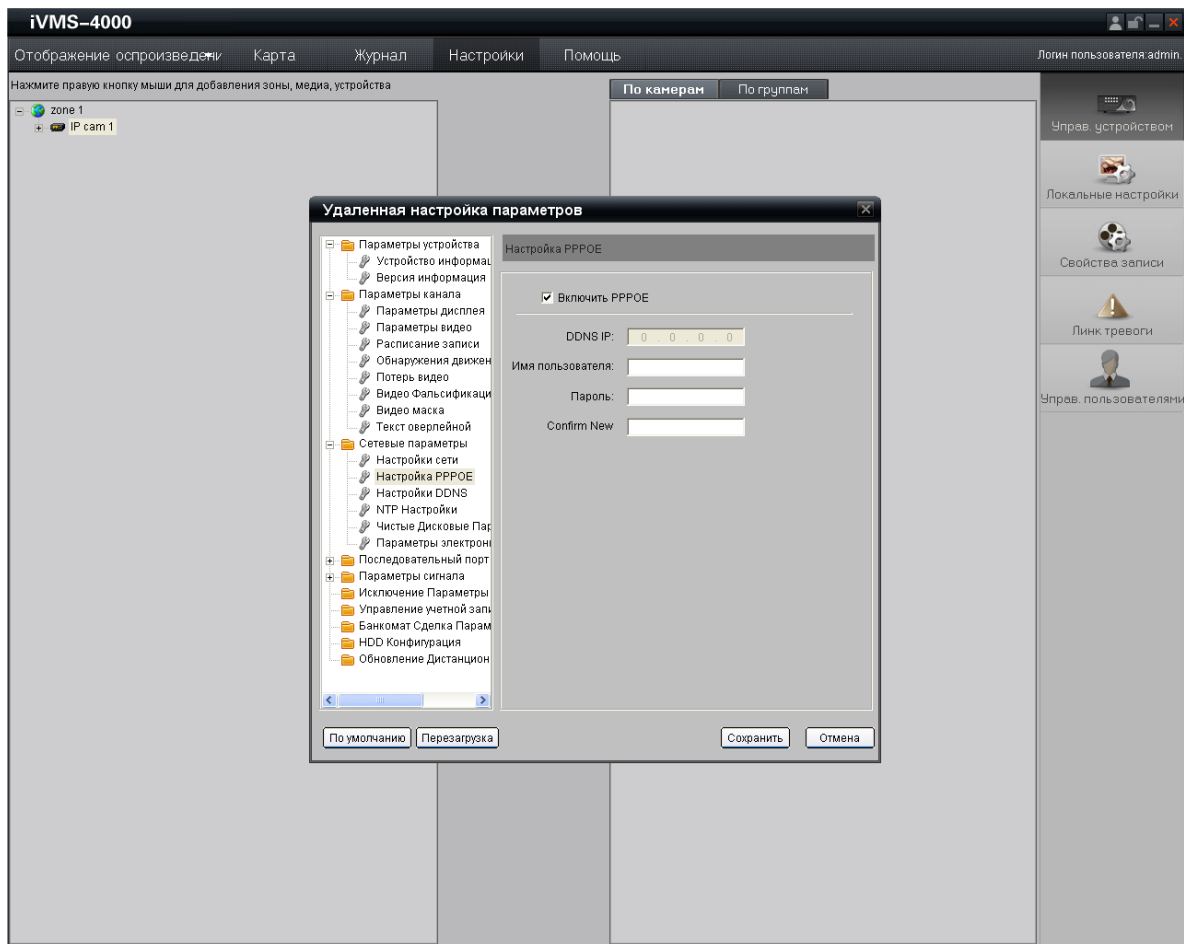 iVMS-4000
Отображение оспроизведени Карта Журнал Настройки Помощь
Логин пользователя:admin.
Нажмите правую кнопку мыши для добавления зоны, медиа, устройства
zone 1
IP cam 1
По камерам По группам
Управ. устройством
Локальные настройки
Свойства записи
Линк тревоги
Управ. пользователями
Удаленная настройка параметров
Параметры устройства
Устройство информац
Версия информация
Параметры канала
Параметры дисплея
Параметры видео
Расписание записи
Обнаружения движен
Потерь видео
Видео Фальсификаци
Видео маска
Текст оверлейной
Сетевые параметры
Настройки сети
Настройка PPPOE
Настройки DDNS
NTP Настройки
Чистые Дисковые Пар
Параметры электрон
Последовательный порт
Параметры сигнала
Исключение Параметры
Управление учетной запи
Банкомат Сделка Парам
HDD Конфигурация
Обновление Дистанцион
Настройка PPPOE
Включить PPPOE
DDNS IP: 0 . 0 . 0 . 0
Имя пользователя:
Пароль:
Confirm New
По умолчанию Перезагрузка Сохранить Отмена